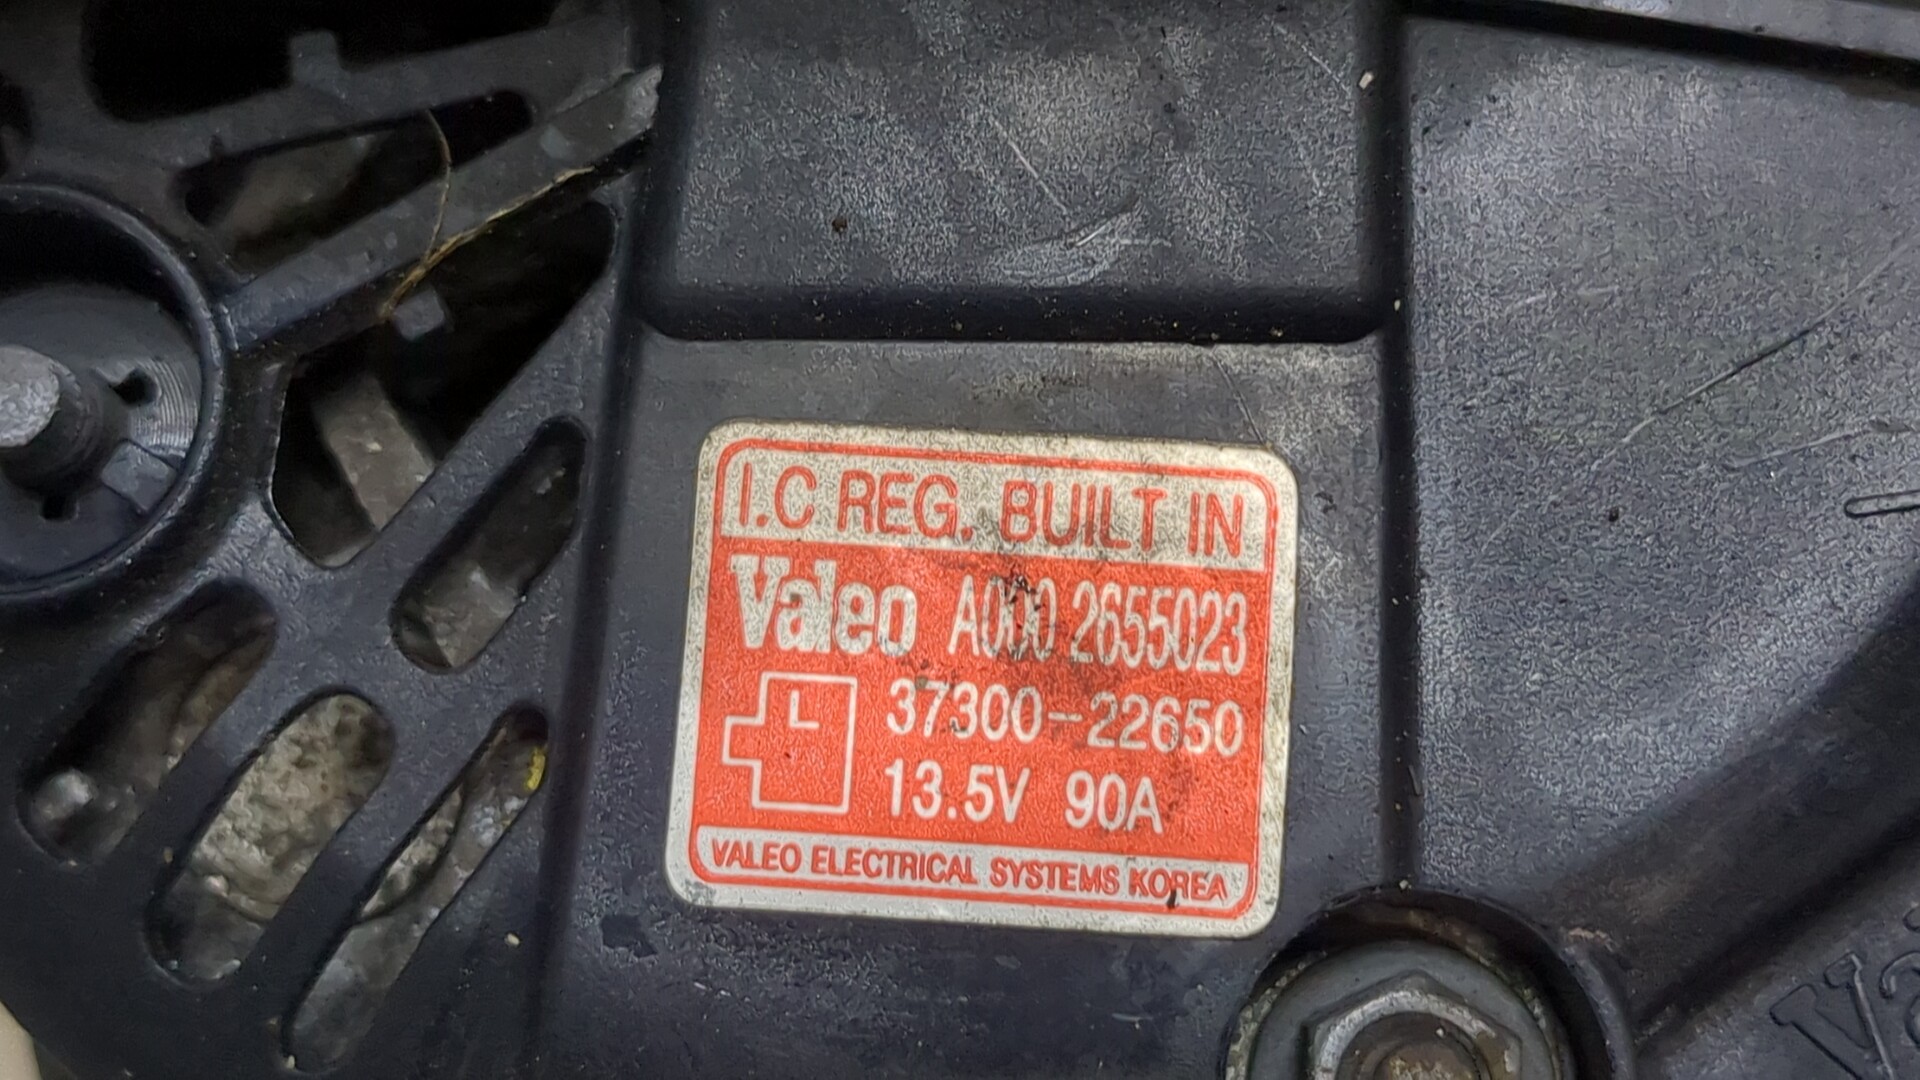 I.C REG. BUILT IN
Valeo A000 2655023
L 37300-22650
13.5V 90A
VALEO ELECTRICAL SYSTEMS KOREA